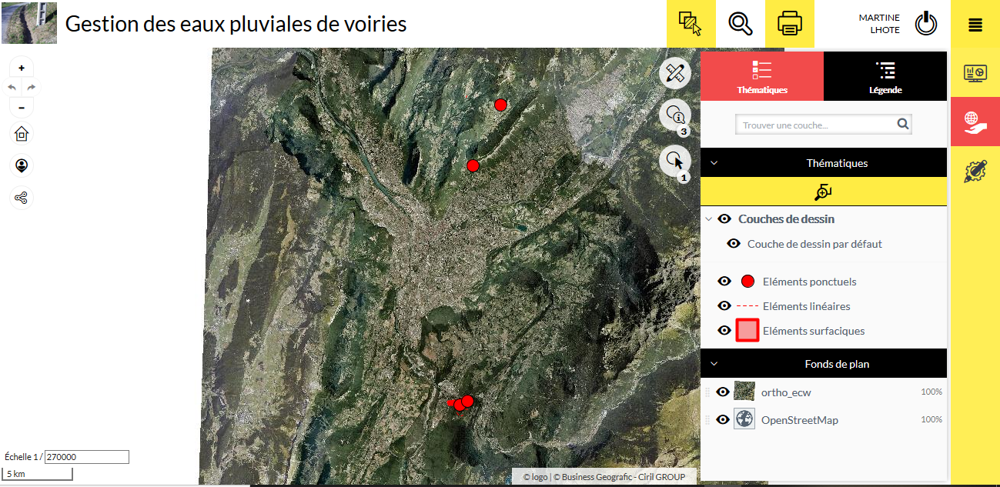 Gestion des eaux pluviales de voiries
MARTINE
LHOTE
+
-
Thématiques
Légende
Trouver une couche...
3
1
Thématiques
Couches de dessin
Couche de dessin par défaut
Eléments ponctuels
Eléments linéaires
Eléments surfaciques
Fonds de plan
ortho_ecw 100%
OpenStreetMap 100%
Échelle 1 / 270000
5 km
© logo | © Business Geografic - Ciril GROUP